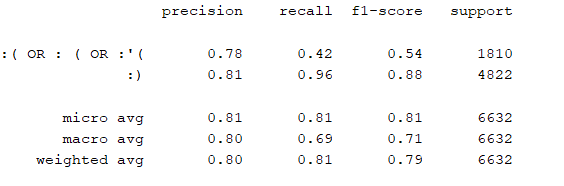 precision recall f1-score support
:( OR : ( OR :'( 0.78 0.42 0.54 1810
:) 0.81 0.96 0.88 4822
micro avg 0.81 0.81 0.81 6632
macro avg 0.80 0.69 0.71 6632
weighted avg 0.80 0.81 0.79 6632